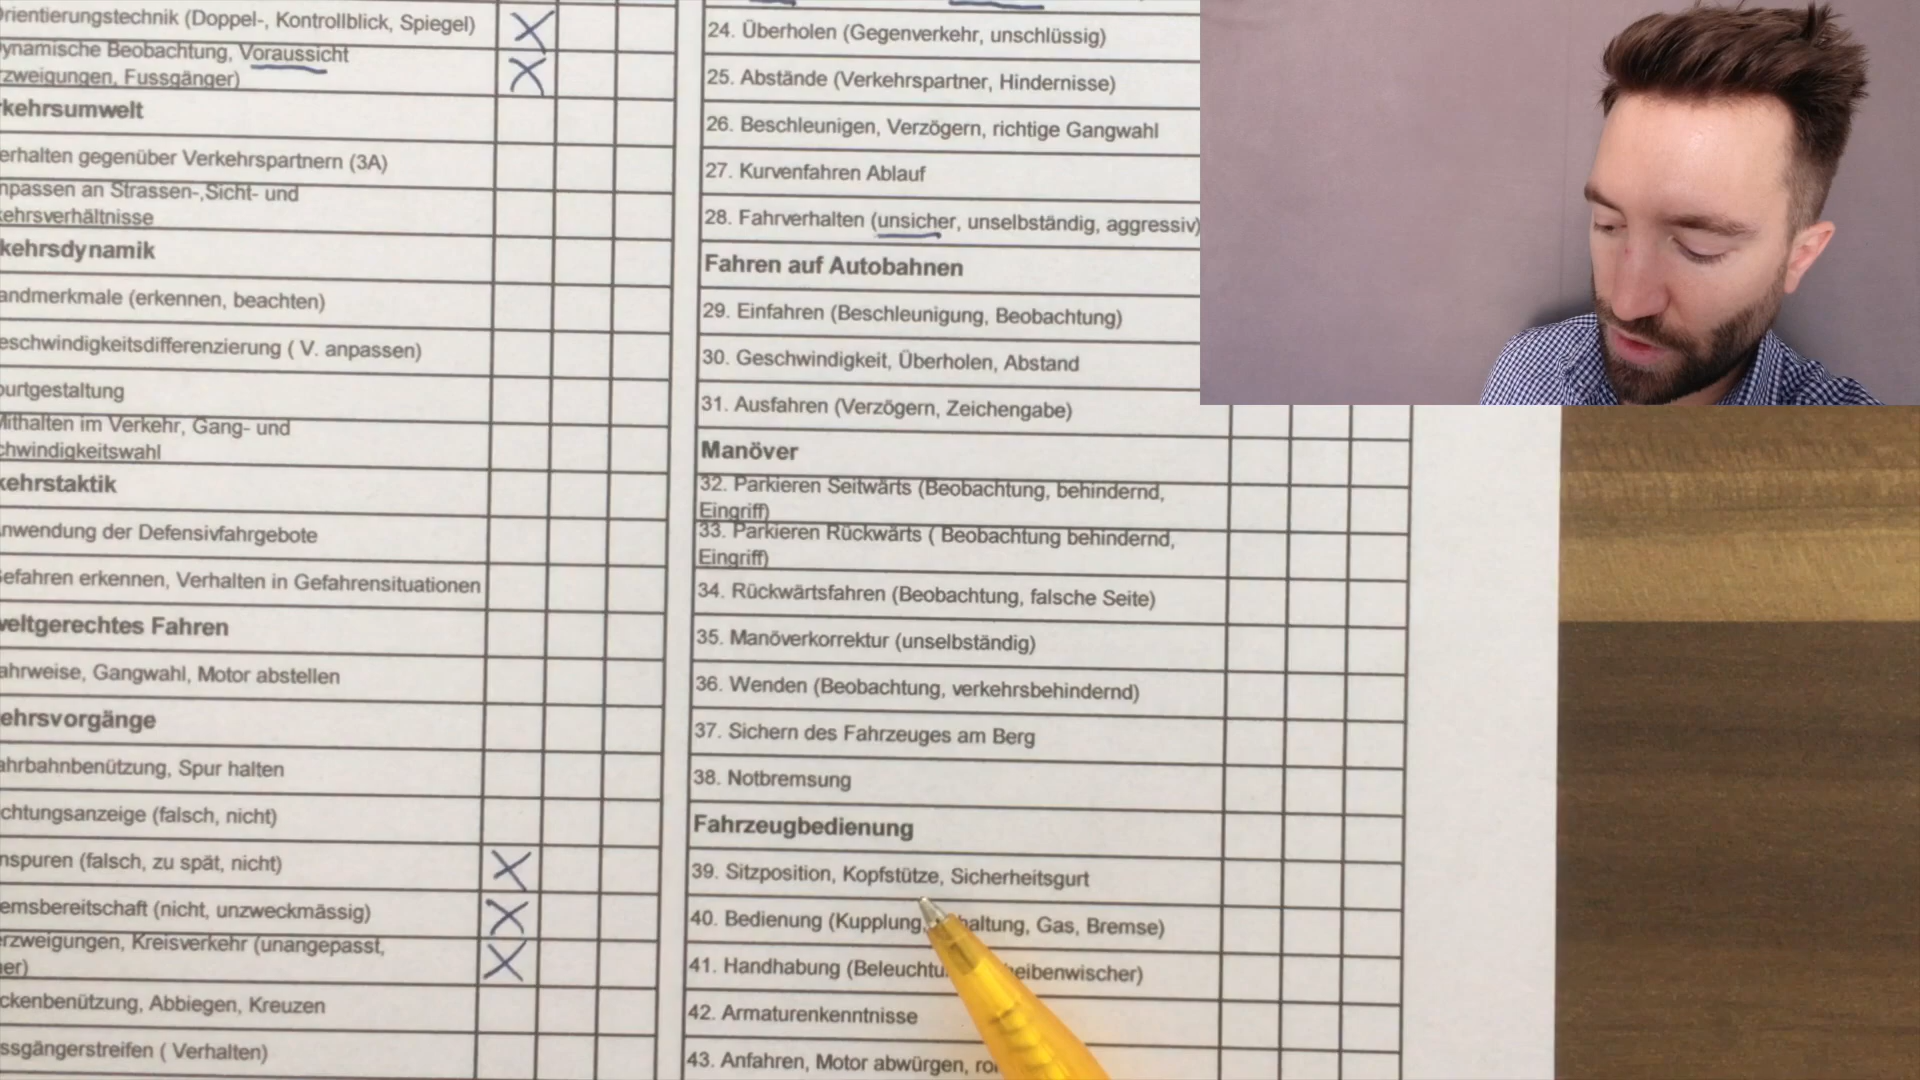 rientierungstechnik (Doppel-, Kontrollblick, Spiegel)
ynamische Beobachtung, Voraussicht
rzweigungen, Fussgänger)
kehrsumwelt
erhalten gegenüber Verkehrspartnern (3A)
npassen an Strassen-,Sicht- und
kehrsverhältnisse
kehrsdynamik
andmerkmale (erkennen, beachten)
eschwindigkeitsdifferenzierung ( V. anpassen)
purtgestaltung
Mithalten im Verkehr, Gang- und
chwindigkeitswahl
kehrstaktik
nwendung der Defensivfahrgebote
Gefahren erkennen, Verhalten in Gefahrensituationen
weltgerechtes Fahren
ahrweise, Gangwahl, Motor abstellen
ehrsvorgänge
ahrbahnbenützung, Spur halten
chtungsanzeige (falsch, nicht)
nspuren (falsch, zu spät, nicht)
emsbereitschaft (nicht, unzweckmässig)
erzweigungen, Kreisverkehr (unangepasst,
er)
ckenbenützung, Abbiegen, Kreuzen
ssgängerstreifen ( Verhalten)
24. Überholen (Gegenverkehr, unschlüssig)
25. Abstände (Verkehrspartner, Hindernisse)
26. Beschleunigen, Verzögern, richtige Gangwahl
27. Kurvenfahren Ablauf
28. Fahrverhalten (unsicher, unselbständig, aggressiv)
Fahren auf Autobahnen
29. Einfahren (Beschleunigung, Beobachtung)
30. Geschwindigkeit, Überholen, Abstand
31. Ausfahren (Verzögern, Zeichengabe)
Manöver
32. Parkieren Seitwärts (Beobachtung, behindernd,
Eingriff)
33. Parkieren Rückwärts ( Beobachtung behindernd,
Eingriff)
34. Rückwärtsfahren (Beobachtung, falsche Seite)
35. Manöverkorrektur (unselbständig)
36. Wenden (Beobachtung, verkehrsbehindernd)
37. Sichern des Fahrzeuges am Berg
38. Notbremsung
Fahrzeugbedienung
39. Sitzposition, Kopfstütze, Sicherheitsgurt
40. Bedienung (Kupplung, haltung, Gas, Bremse)
41. Handhabung (Beleuchtu eibenwischer)
42. Armaturenkenntnisse
43. Anfahren, Motor abwürgen, ro